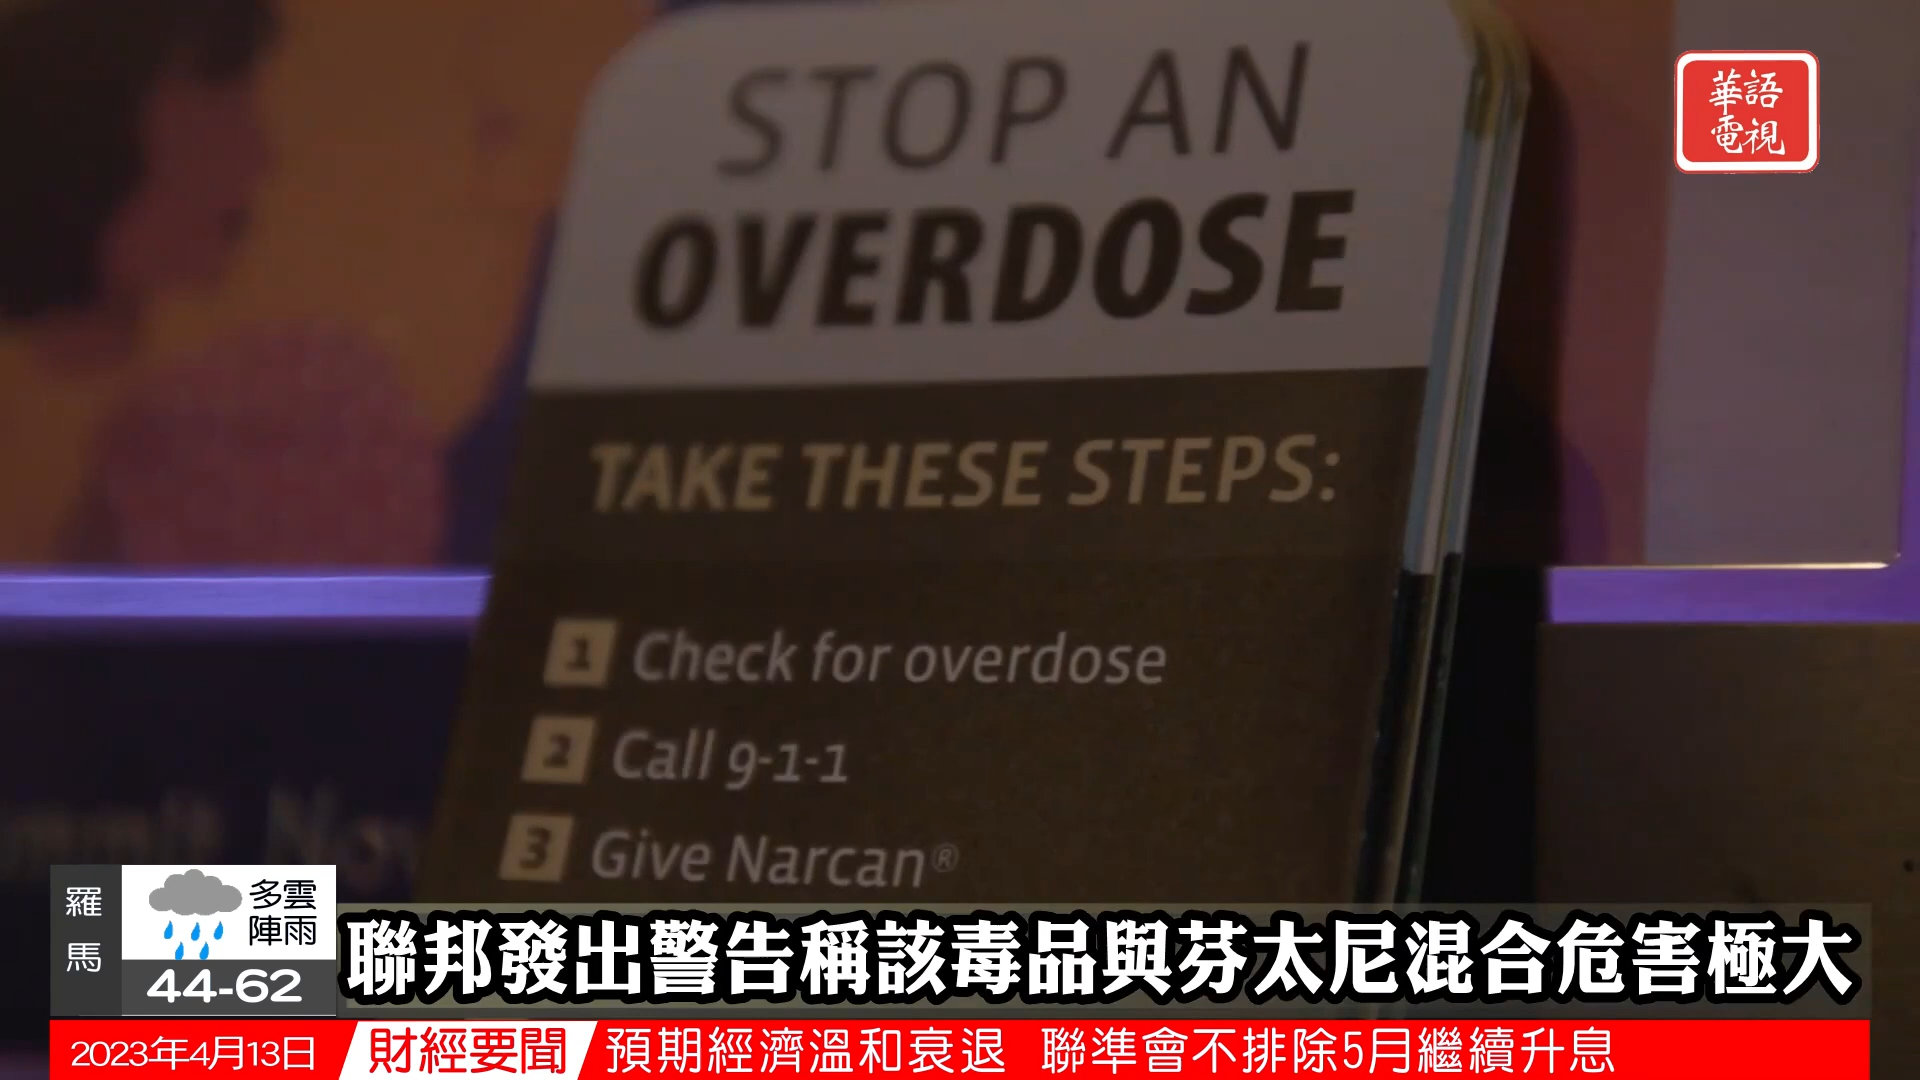 STOP AN
OVERDOSE
TAKE THESE STEPS:
1 Check for overdose
2 Call 9-1-1
3 Give Narcan®
華語
電視
羅馬
多雲
陣雨
44-62
聯邦發出警告稱該毒品與芬太尼混合危害極大
2023年4月13日
財經要聞
預期經濟溫和衰退 聯準會不排除5月繼續升息